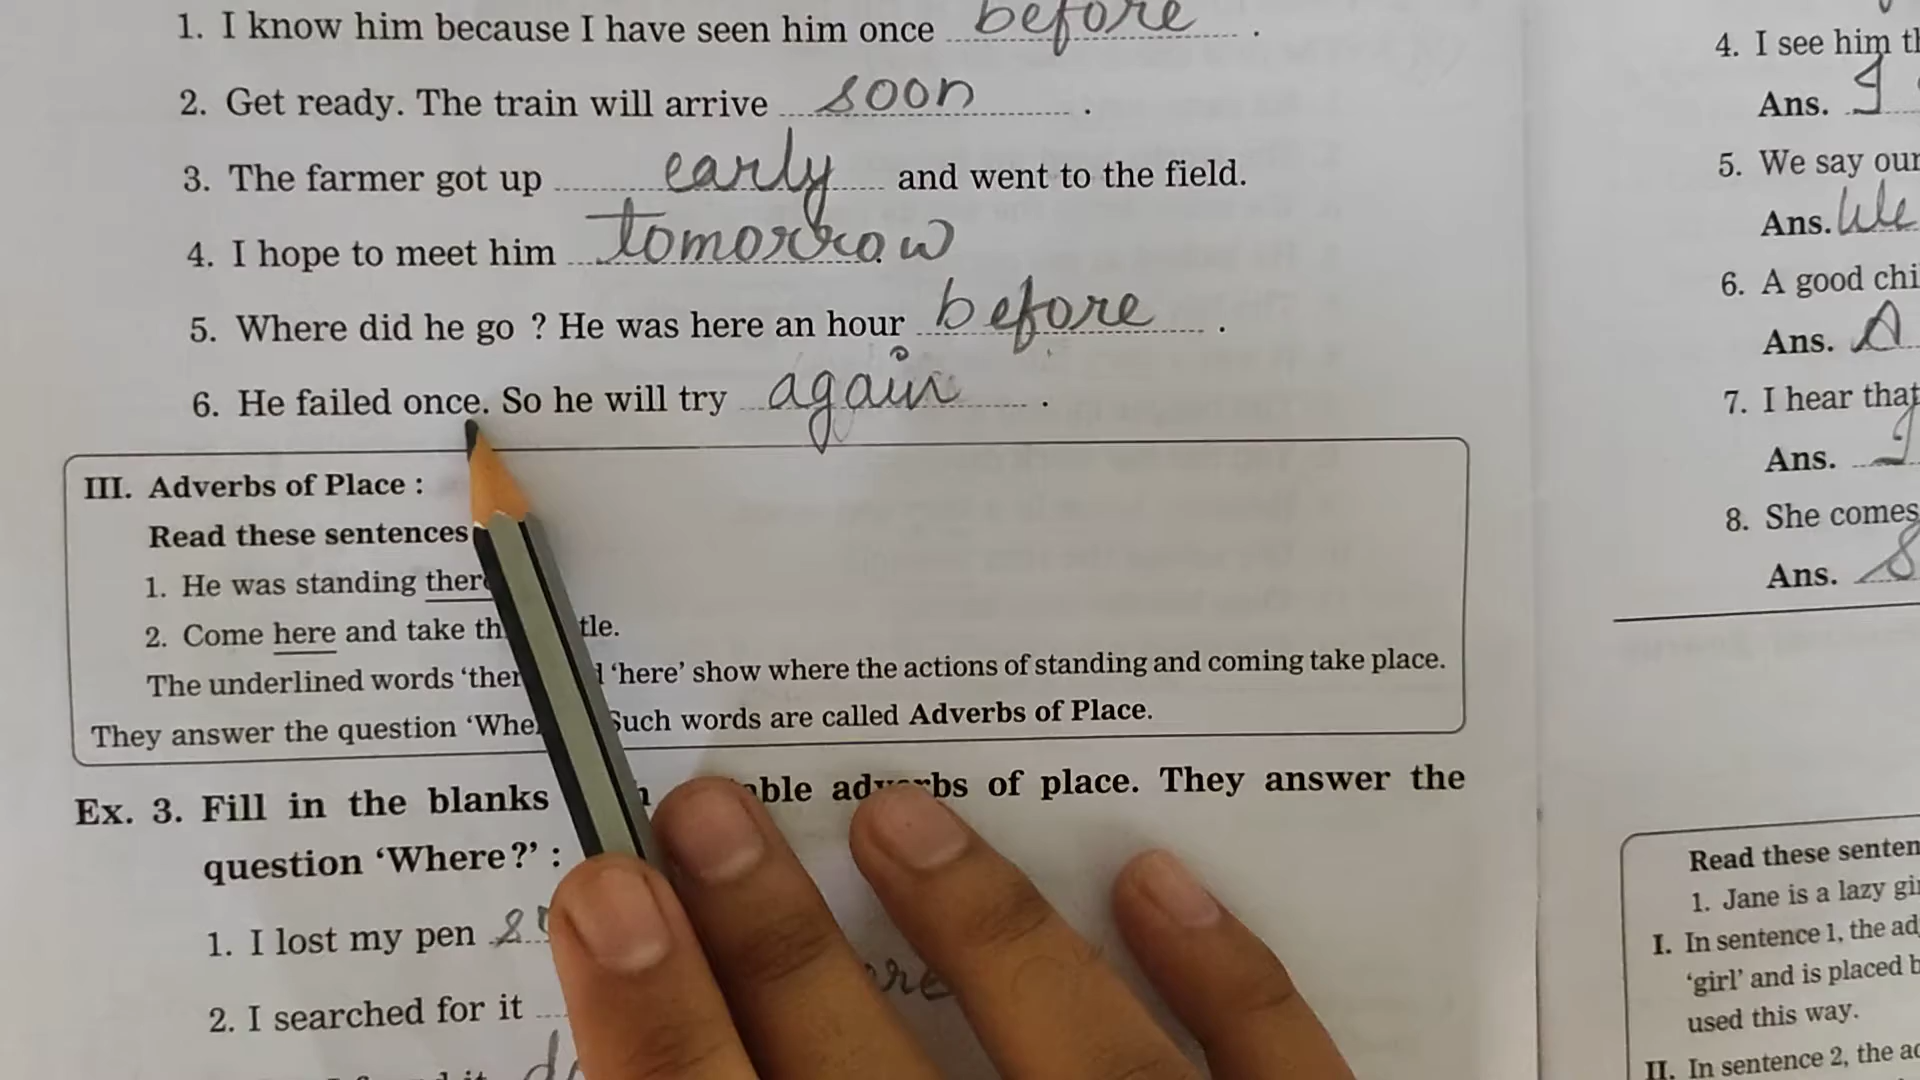 1. I know him because I have seen him once before .
2. Get ready. The train will arrive soon .
3. The farmer got up early and went to the field.
4. I hope to meet him tomorrow
5. Where did he go ? He was here an hour before .
6. He failed once. So he will try again .
III. Adverbs of Place :
Read these sentences
1. He was standing
2. Come here and take
The underlined words 'here' show where the actions of standing and coming take place.
They answer the question Such words are called Adverbs of Place.
Ex. 3. Fill in the blanks of place. They answer the
question 'Where?' :
1. I lost my pen
2. I searched for it
4. I see him
Ans. I
5. We say our
Ans. We
6. A good
Ans. A
7. I hear that
Ans. I
8. She comes
Ans.
Read these
1. Jane is a lazy
I. In sentence 1, the
'girl' and is placed
used this way.
II. In sentence 2, the